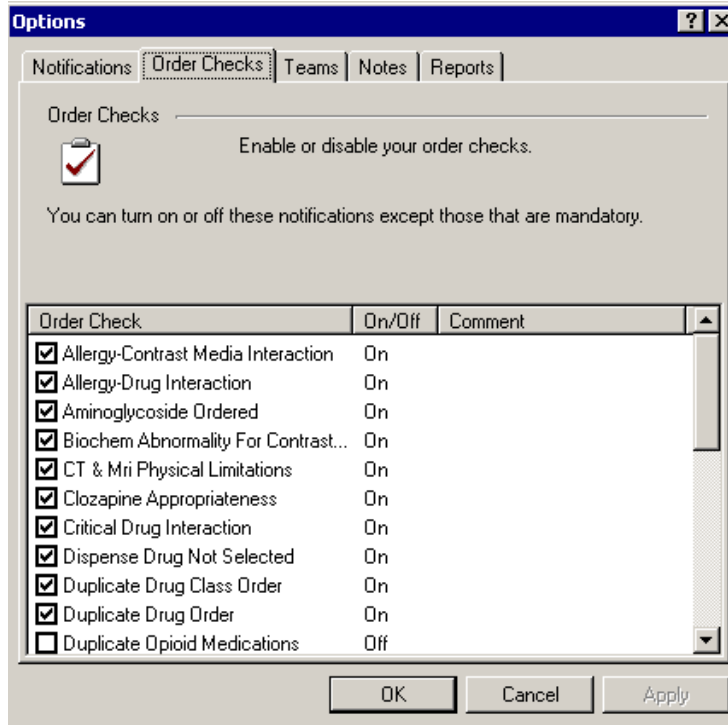 Options
Notifications Order Checks Teams Notes Reports
Order Checks
Enable or disable your order checks.
You can turn on or off these notifications except those that are mandatory.
Order Check On/Off Comment
Allergy-Contrast Media Interaction On
Allergy-Drug Interaction On
Aminoglycoside Ordered On
Biochem Abnormality For Contrast... On
CT & Mri Physical Limitations On
Clozapine Appropriateness On
Critical Drug Interaction On
Dispense Drug Not Selected On
Duplicate Drug Class Order On
Duplicate Drug Order On
Duplicate Opioid Medications Off
OK Cancel Apply